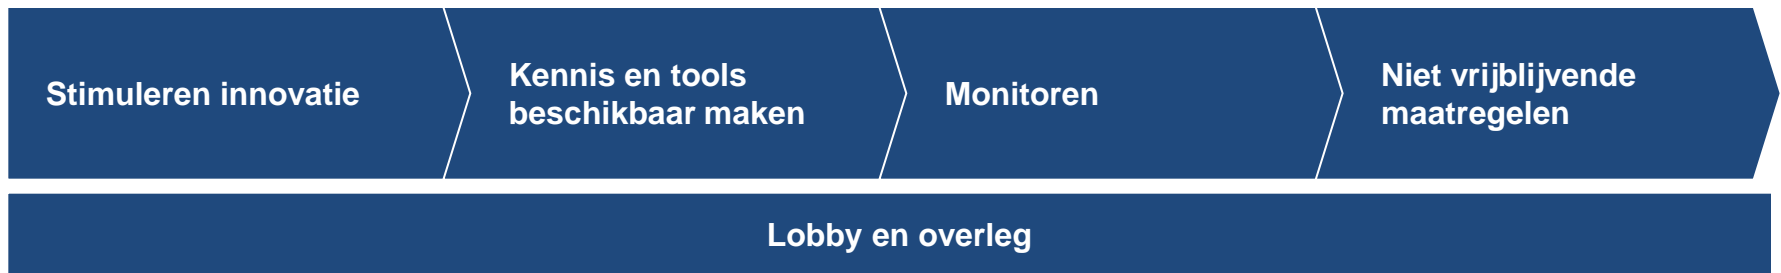 Stimuleren innovatie
Kennis en tools
beschikbaar maken
Monitoren
Niet vrijblijvende
maatregelen
Lobby en overleg